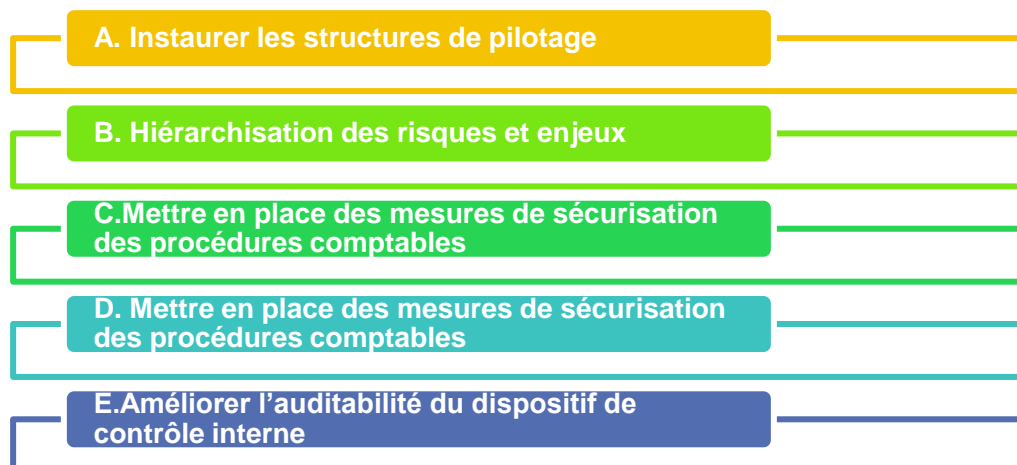 A. Instaurer les structures de pilotage
B. Hiérarchisation des risques et enjeux
C.Mettre en place des mesures de sécurisation
des procédures comptables
D. Mettre en place des mesures de sécurisation
des procédures comptables
E.Améliorer l’auditabilité du dispositif de
contrôle interne